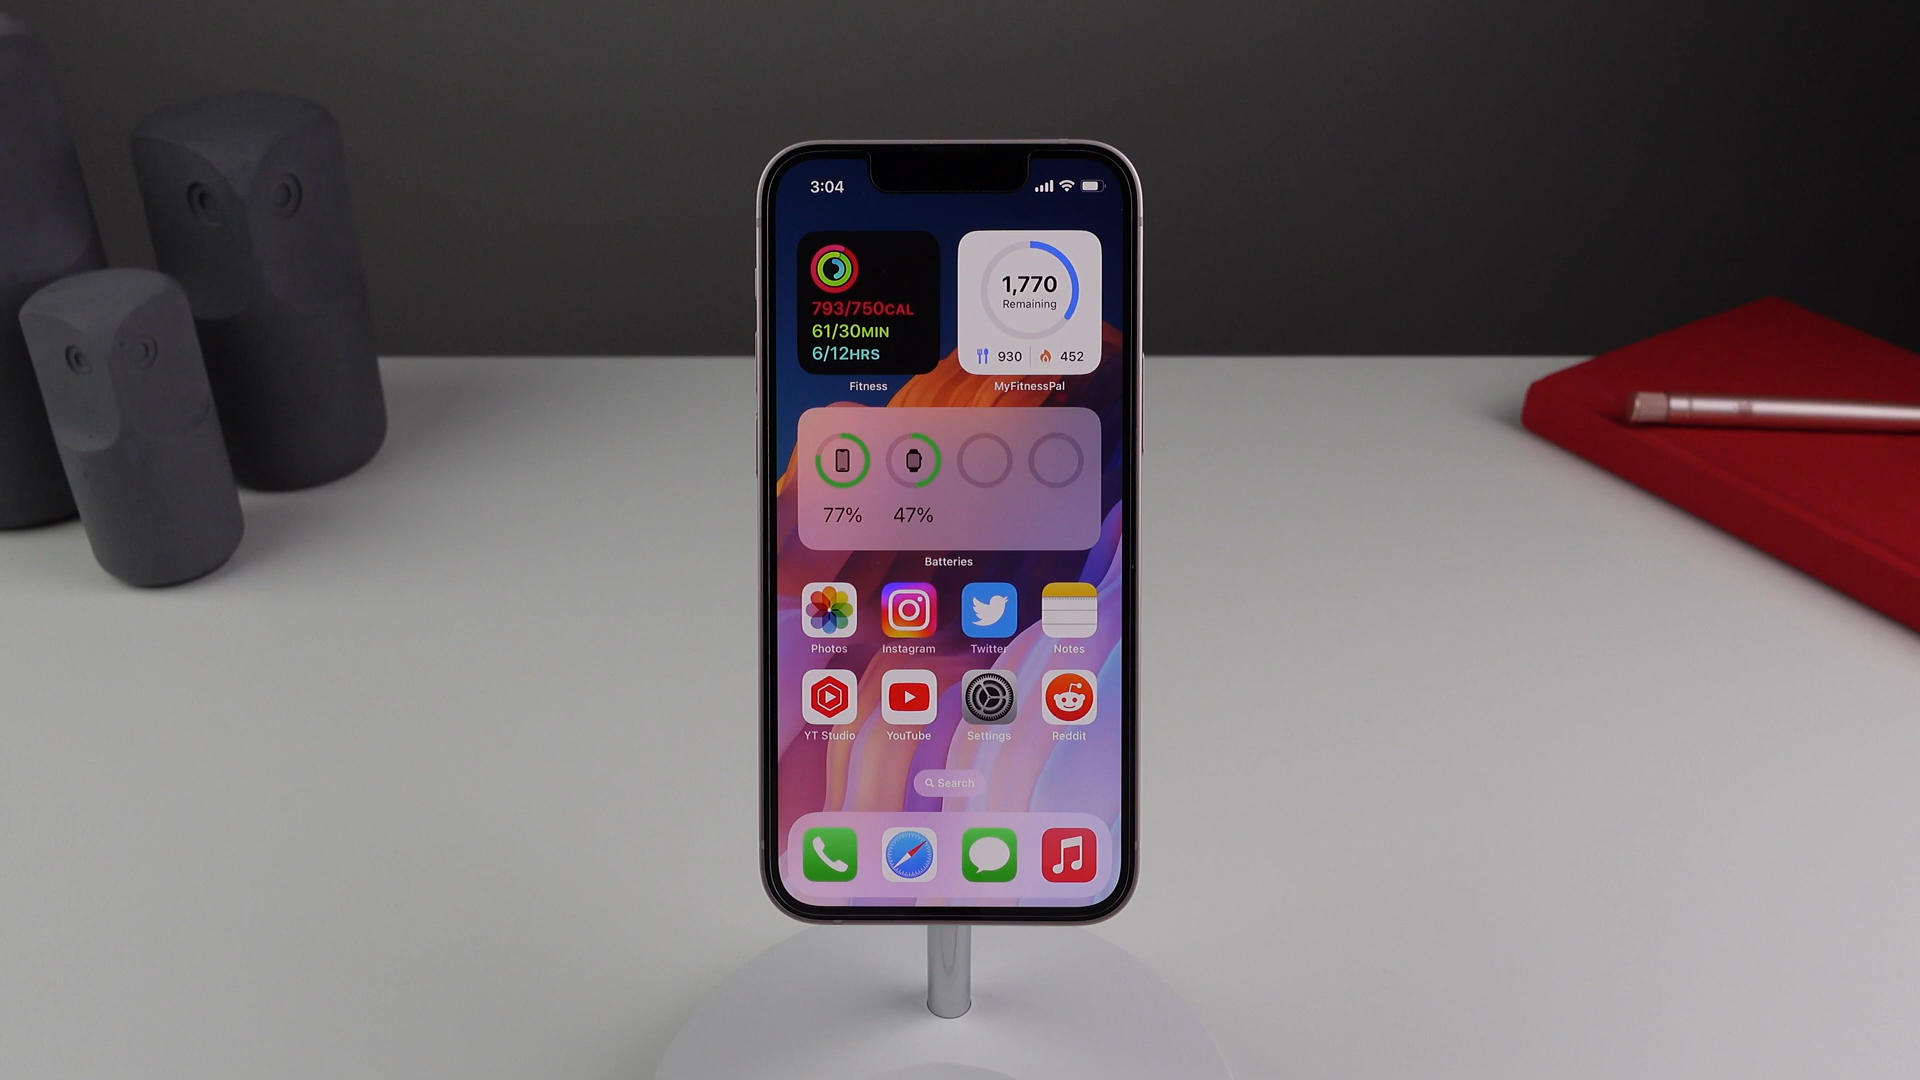 3:04
793/750CAL
61/30MIN
6/12HRS
1,770
Remaining
930 452
Fitness MyFitnessPal
77% 47%
Batteries
Photos Instagram Twitter Notes
YT Studio YouTube Settings Reddit
Search